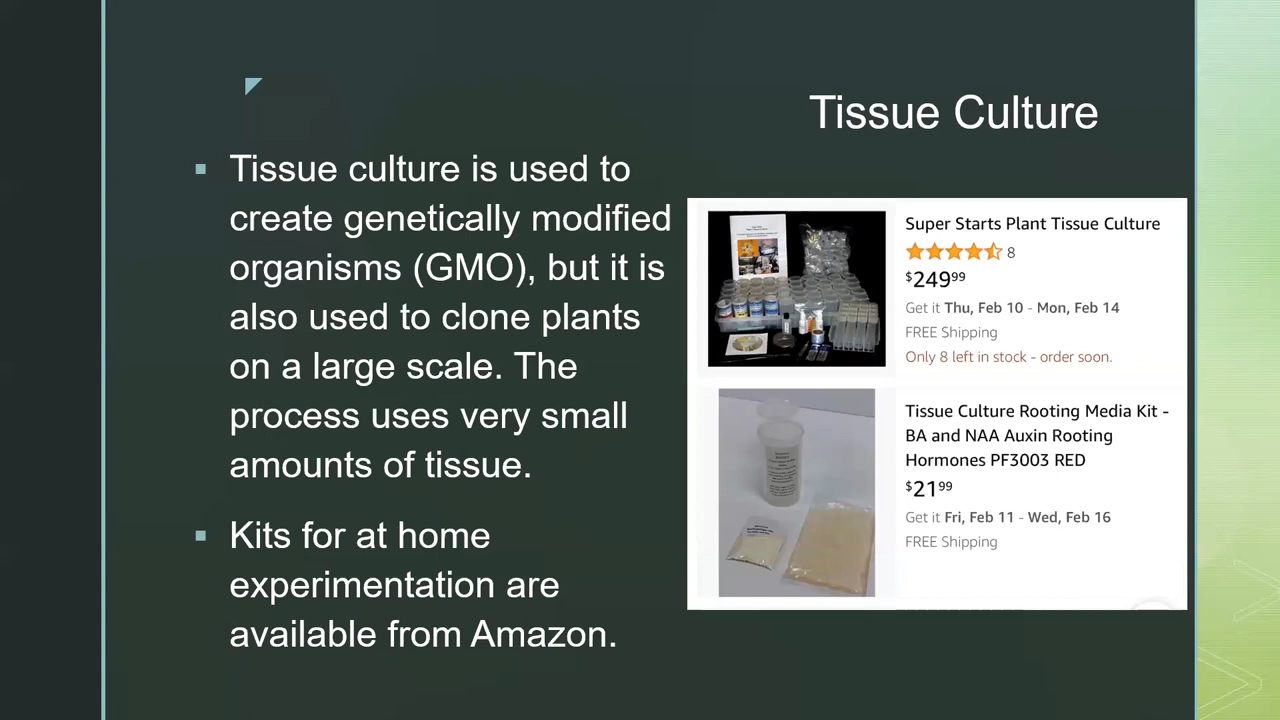 Tissue Culture
▪ Tissue culture is used to
create genetically modified
organisms (GMO), but it is
also used to clone plants
on a large scale. The
process uses very small
amounts of tissue.
▪ Kits for at home
experimentation are
available from Amazon.
Super Starts Plant Tissue Culture
8
$249⁹⁹
Get it Thu, Feb 10 - Mon, Feb 14
FREE Shipping
Only 8 left in stock - order soon.
Tissue Culture Rooting Media Kit -
BA and NAA Auxin Rooting
Hormones PF3003 RED
$21⁹⁹
Get it Fri, Feb 11 - Wed, Feb 16
FREE Shipping